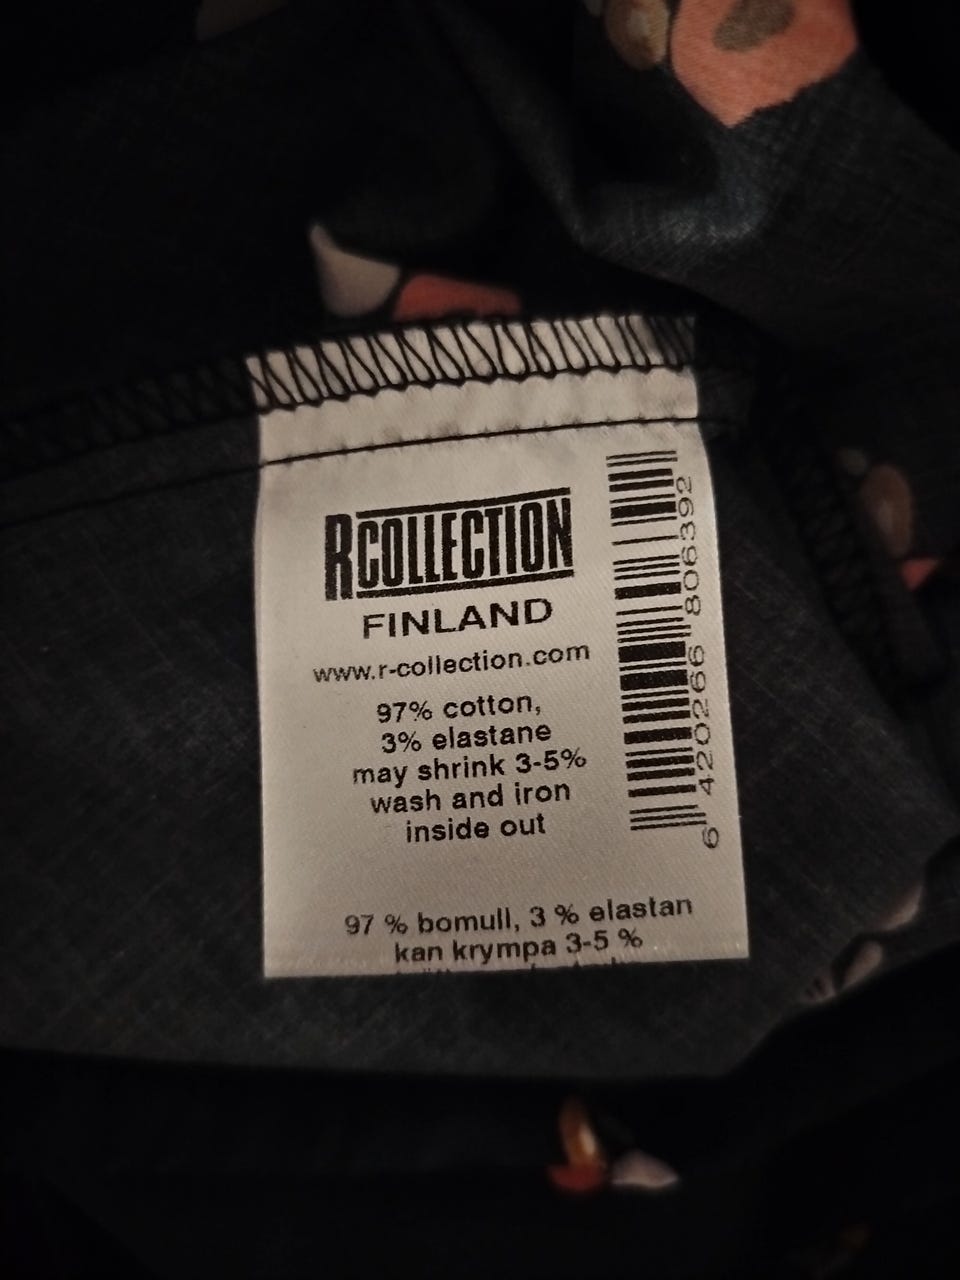 RCOLLECTION
FINLAND
www.r-collection.com
97% cotton,
3% elastane
may shrink 3-5%
wash and iron
inside out
97 % bomull, 3 % elastan
kan krympa 3-5 %
6 420266 806392